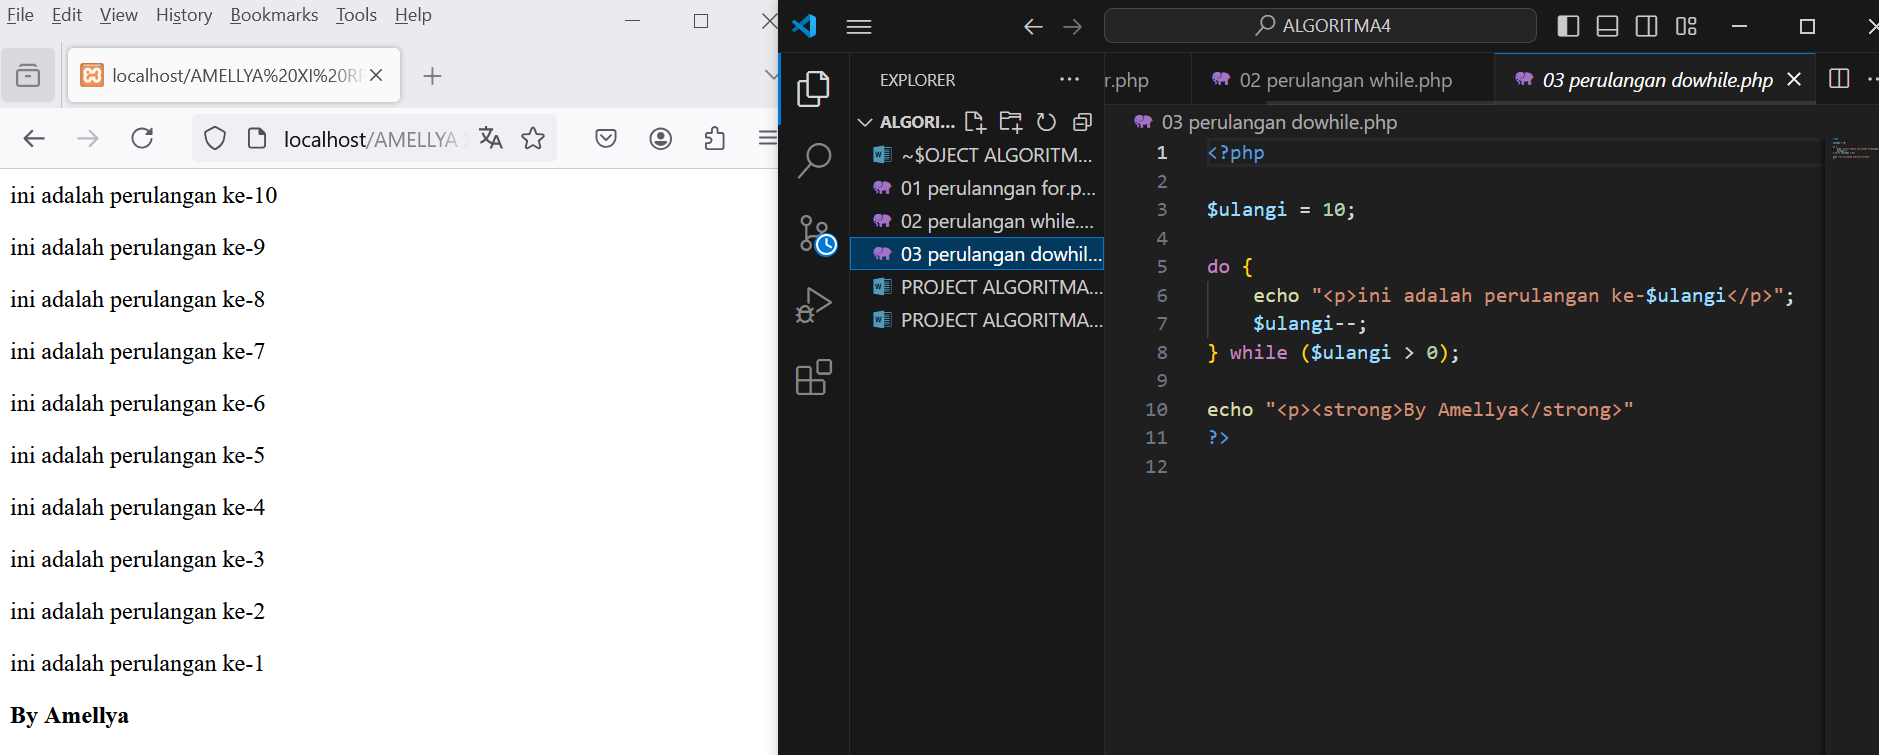 File Edit View History Bookmarks Tools Help
localhost/AMELLYA%20XI%20R
localhost/AMELLYA
ini adalah perulangan ke-10
ini adalah perulangan ke-9
ini adalah perulangan ke-8
ini adalah perulangan ke-7
ini adalah perulangan ke-6
ini adalah perulangan ke-5
ini adalah perulangan ke-4
ini adalah perulangan ke-3
ini adalah perulangan ke-2
ini adalah perulangan ke-1
By Amellya
ALGORITMA4
EXPLORER
ALGORI...
~$OJECT ALGORITM...
01 perulanngan for.p...
02 perulangan while....
03 perulangan dowhil...
PROJECT ALGORITMA...
PROJECT ALGORITMA...
r.php 02 perulangan while.php 03 perulangan dowhile.php
03 perulangan dowhile.php
1 <?php
2
3 $ulangi = 10;
4
5 do {
6 echo "<p>ini adalah perulangan ke-$ulangi</p>";
7 $ulangi--;
8 } while ($ulangi > 0);
9
10 echo "<p><strong>By Amellya</strong>"
11 ?>
12